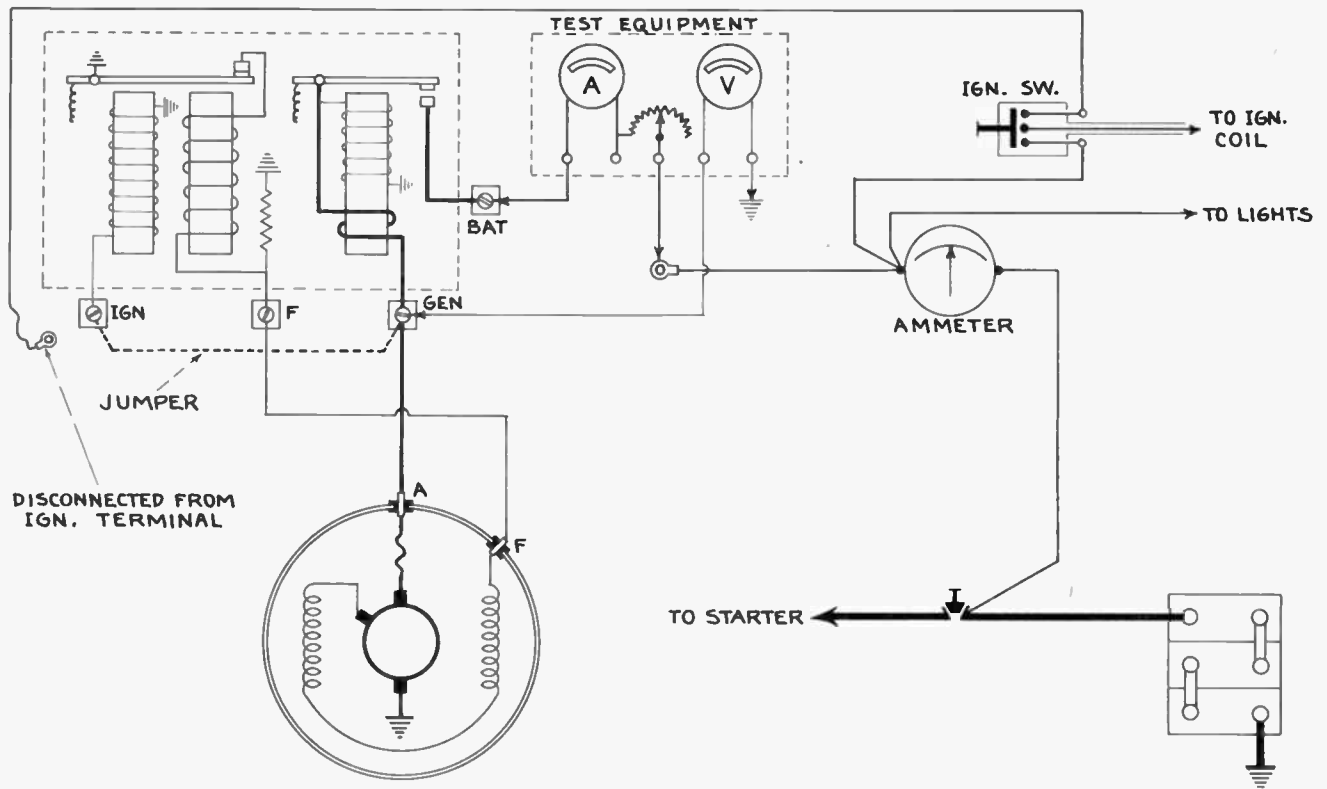 TEST EQUIPMENT
A
V
IGN. SW.
TO IGN.
COIL
BAT
TO LIGHTS
IGN
F
GEN
AMMETER
JUMPER
DISCONNECTED FROM
IGN. TERMINAL
A
F
TO STARTER